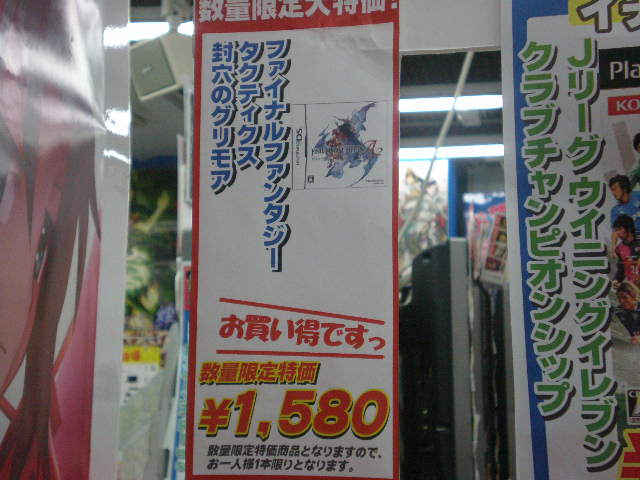 数量限定大特価!
ファイナルファンタジー
タクティクス
封穴のグリモア
お買い得ですっ
数量限定特価
¥1,580
数量限定特価商品となりますので、
お一人様1本限りとなります。
Jリーグ ウイニングイレブン
クラブチャンピオンシップ
Pla
KO